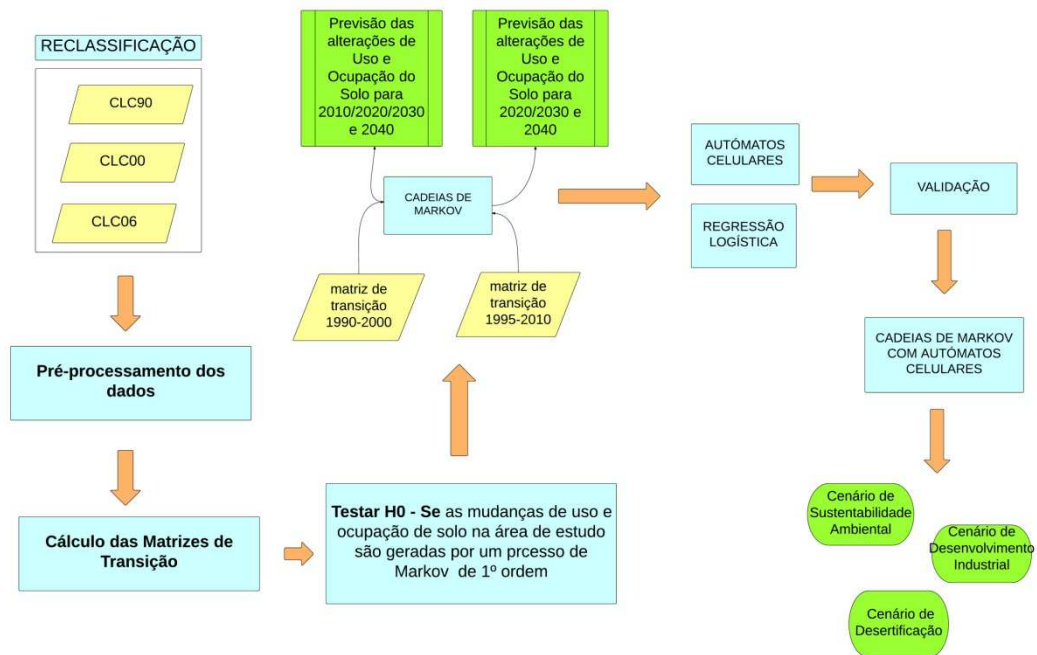 RECLASSIFICAÇÃO
CLC90
CLC00
CLC06
Pré-processamento dos
dados
Cálculo das Matrizes de
Transição
Testar H0 - Se as mudanças de uso e
ocupação de solo na área de estudo
são geradas por um prcesso de
Markov de 1º ordem
matriz de
transição
1990-2000
matriz de
transição
1995-2010
CADEIAS DE
MARKOV
Previsão das
alterações de
Uso e
Ocupação do
Solo para
2010/2020/2030
e 2040
Previsão das
alterações de
Uso e
Ocupação do
Solo para
2020/2030 e
2040
AUTÓMATOS
CELULARES
REGRESSÃO
LOGÍSTICA
VALIDAÇÃO
CADEIAS DE MARKOV
COM AUTÓMATOS
CELULARES
Cenário de
Sustentabilidade
Ambiental
Cenário de
Desenvolvimento
Industrial
Cenário de
Desertificação